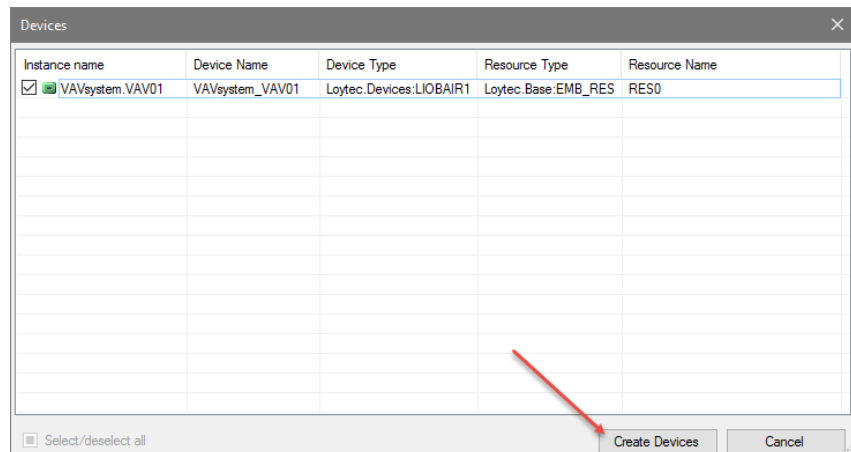 Devices
Instance name Device Name Device Type Resource Type Resource Name
VAVsystem.VAV01 VAVsystem_VAV01 Loytec.Devices:LIOBAIR1 Loytec.Base:EMB_RES RES0
Select/deselect all Create Devices Cancel